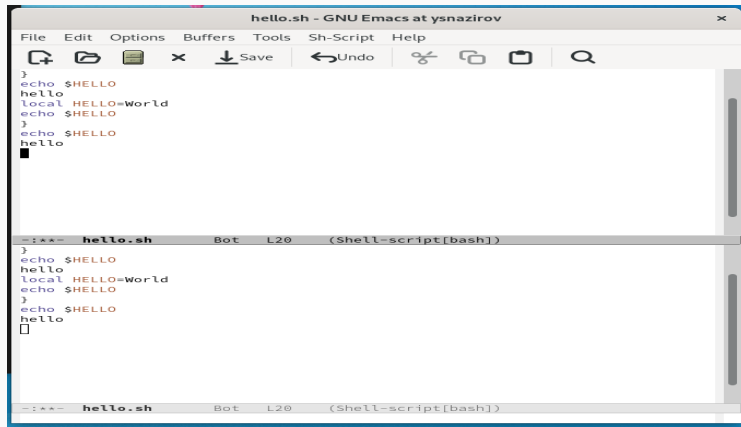 hello.sh - GNU Emacs at ysnazirov
File Edit Options Buffers Tools Sh-Script Help
Save Undo
}
echo $HELLO
hello
local HELLO=World
echo $HELLO
}
echo $HELLO
hello
-:**- hello.sh Bot L20 (Shell-script[bash])
}
echo $HELLO
hello
local HELLO=World
echo $HELLO
}
echo $HELLO
hello
-:**- hello.sh Bot L20 (Shell-script[bash])